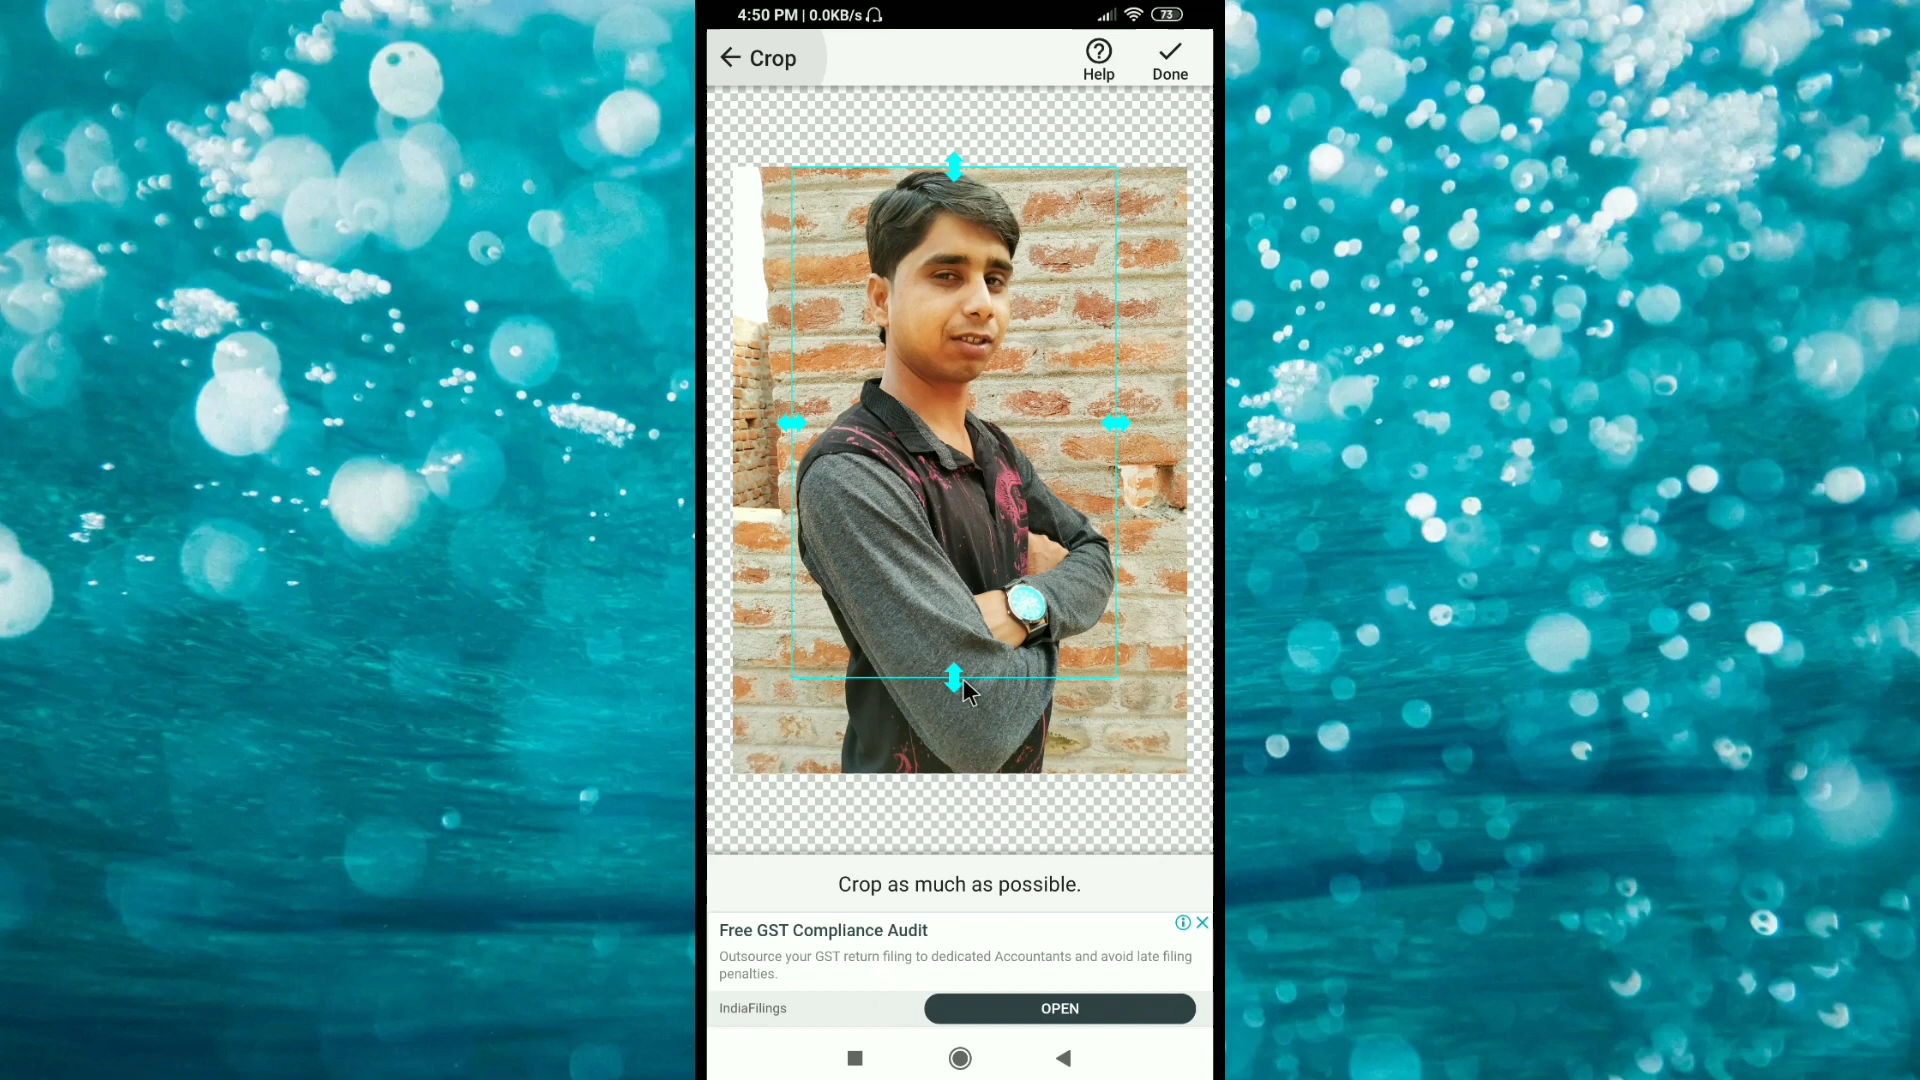 4:50 PM | 0.0KB/s
73
Crop
Help
Done
Crop as much as possible.
Free GST Compliance Audit
Outsource your GST return filing to dedicated Accountants and avoid late filing
penalties.
IndiaFilings
OPEN